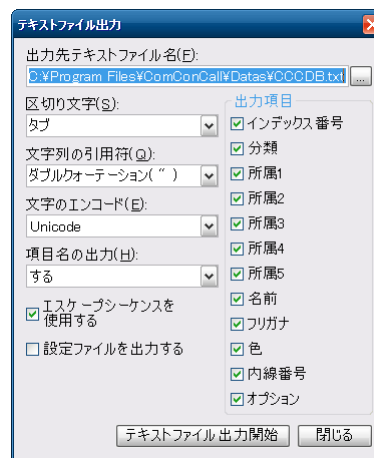 テキストファイル出力
出力先テキストファイル名(F):
C:¥Program Files¥ComConCall¥Datas¥CCCDB.txt
...
区切り文字(S):
タブ
文字列の引用符(Q):
ダブルクォーテーション( ″ )
文字のエンコード(E):
Unicode
項目名の出力(H):
する
エスケープシーケンスを
使用する
設定ファイルを出力する
出力項目
インデックス番号
分類
所属1
所属2
所属3
所属4
所属5
名前
フリガナ
色
内線番号
オプション
テキストファイル出力開始
閉じる